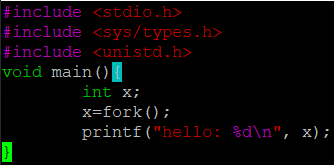 #include <stdio.h>
#include <sys/types.h>
#include <unistd.h>
void main(){
        int x;
        x=fork();
        printf("hello: %d\n", x);
}